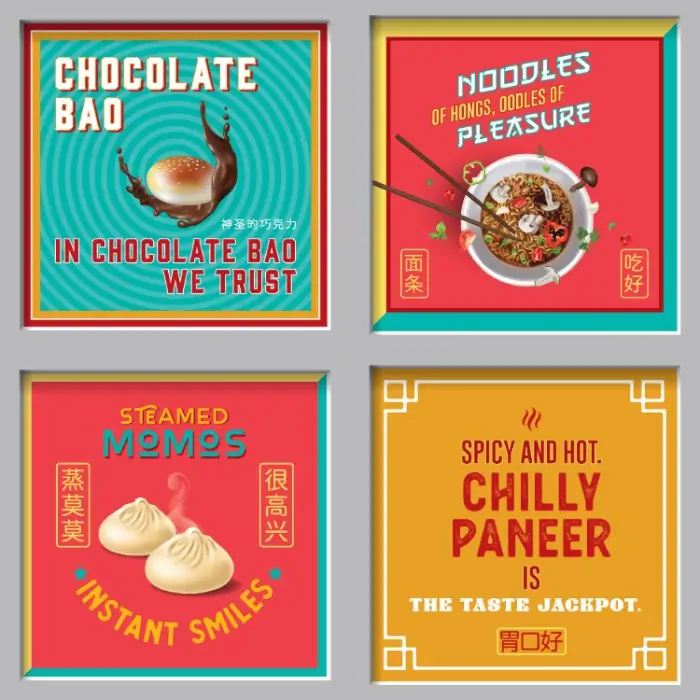 CHOCOLATE
BAO
神圣的巧克力
IN CHOCOLATE BAO
WE TRUST
NOODLES
OF HONGS, OODLES OF
PLEASURE
面条
吃好
STEAMED
MOMOS
蒸莫莫
很高兴
INSTANT SMILES
SPICY AND HOT.
CHILLY
PANEER
IS
THE TASTE JACKPOT.
胃口好